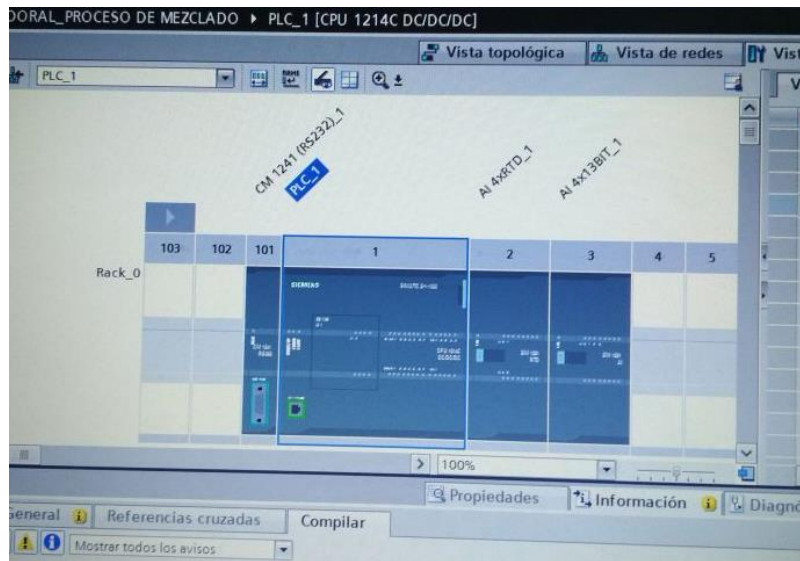 DORAL_PROCESO DE MEZCLADO ▸ PLC_1 [CPU 1214C DC/DC/DC]
Vista topológica Vista de redes Vist
PLC_1
CM 1241 (RS232)_1
PLC_1
AI 4xRTD_1
AI 4x13BIT_1
103 102 101 1 2 3 4 5
Rack_0
SIEMENS
100%
Propiedades Información Diagnó
General Referencias cruzadas Compilar
Mostrar todos los avisos